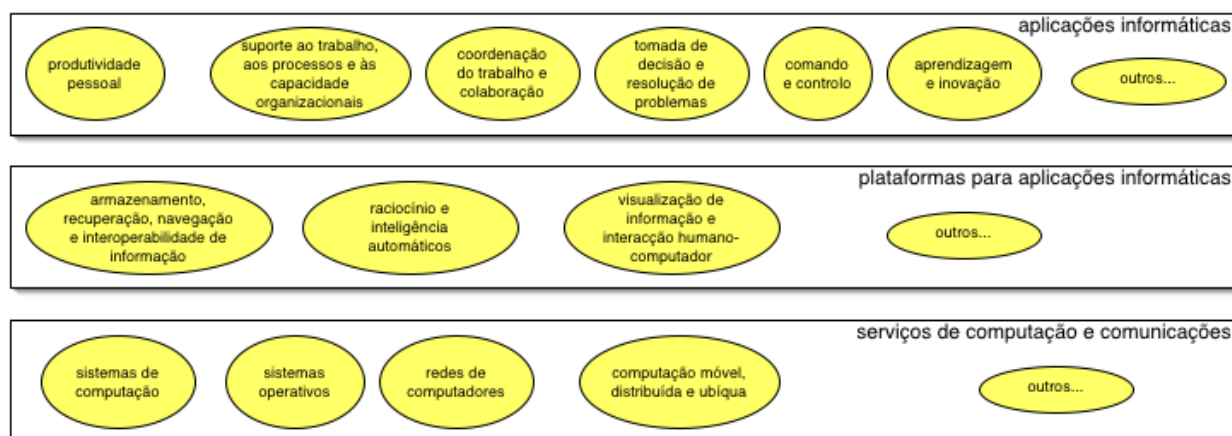 aplicações informáticas
produtividade
pessoal
suporte ao trabalho,
aos processos e às
capacidade
organizacionais
coordenação
do trabalho e
colaboração
tomada de
decisão e
resolução de
problemas
comando
e controlo
aprendizagem
e inovação
outros...
plataformas para aplicações informáticas
armazenamento,
recuperação, navegação
e interoperabilidade de
informação
raciocínio e
inteligência
automáticos
visualização de
informação e
interacção humano-
computador
outros...
serviços de computação e comunicações
sistemas de
computação
sistemas
operativos
redes de
computadores
computação móvel,
distribuída e ubíqua
outros...